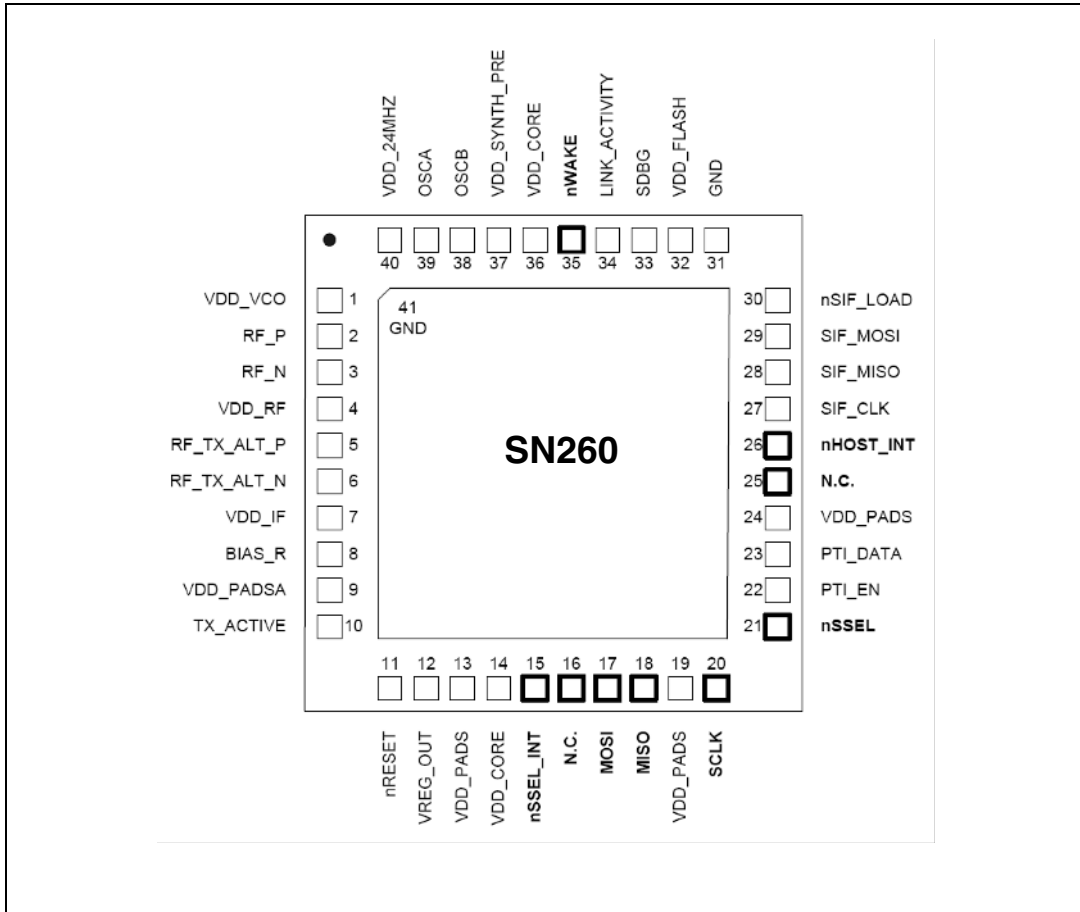 VDD_24MHZ
OSCA
OSCB
VDD_SYNTH_PRE
VDD_CORE
nWAKE
LINK_ACTIVITY
SDBG
VDD_FLASH
GND
40 39 38 37 36 35 34 33 32 31
VDD_VCO 1
RF_P 2
RF_N 3
VDD_RF 4
RF_TX_ALT_P 5
RF_TX_ALT_N 6
VDD_IF 7
BIAS_R 8
VDD_PADSA 9
TX_ACTIVE 10
41
GND
SN260
30 nSIF_LOAD
29 SIF_MOSI
28 SIF_MISO
27 SIF_CLK
26 nHOST_INT
25 N.C.
24 VDD_PADS
23 PTI_DATA
22 PTI_EN
21 nSSEL
11 12 13 14 15 16 17 18 19 20
nRESET
VREG_OUT
VDD_PADS
VDD_CORE
nSSEL_INT
N.C.
MOSI
MISO
VDD_PADS
SCLK